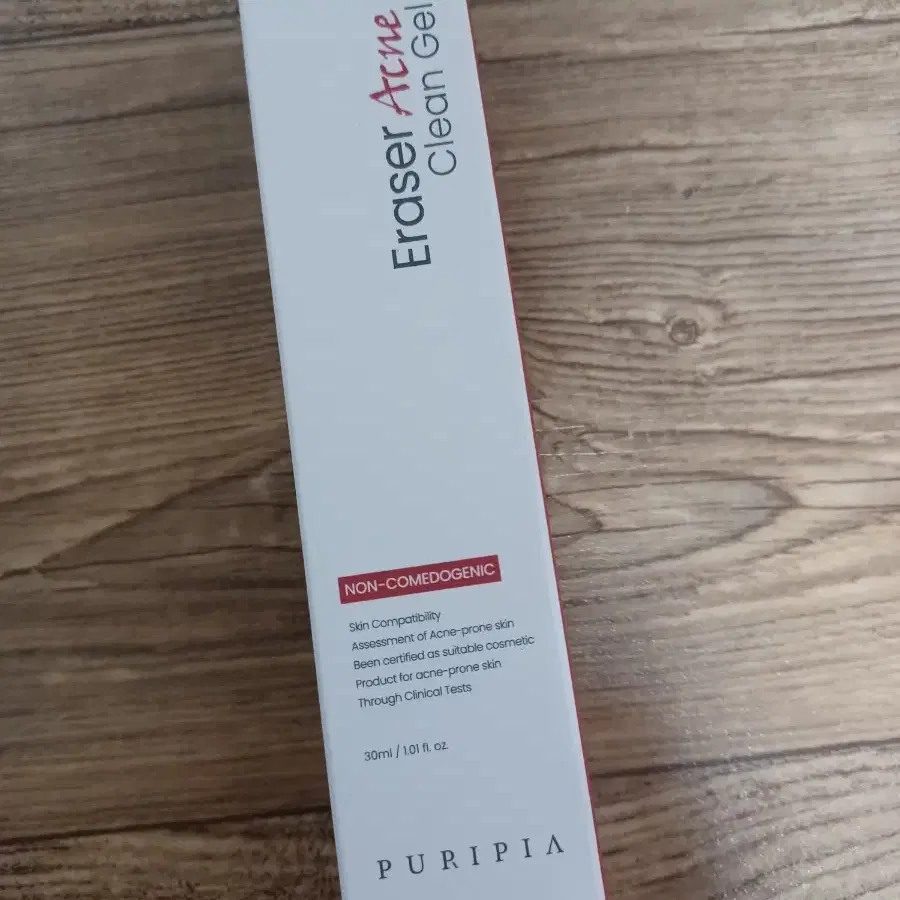 Eraser Acne
Clean Gel
NON-COMEDOGENIC
Skin Compatibility
Assessment of Acne-prone skin
Been certified as suitable cosmetic
Product for acne-prone skin
Through Clinical Tests
30ml / 1.01 fl. oz.
PURIPIA